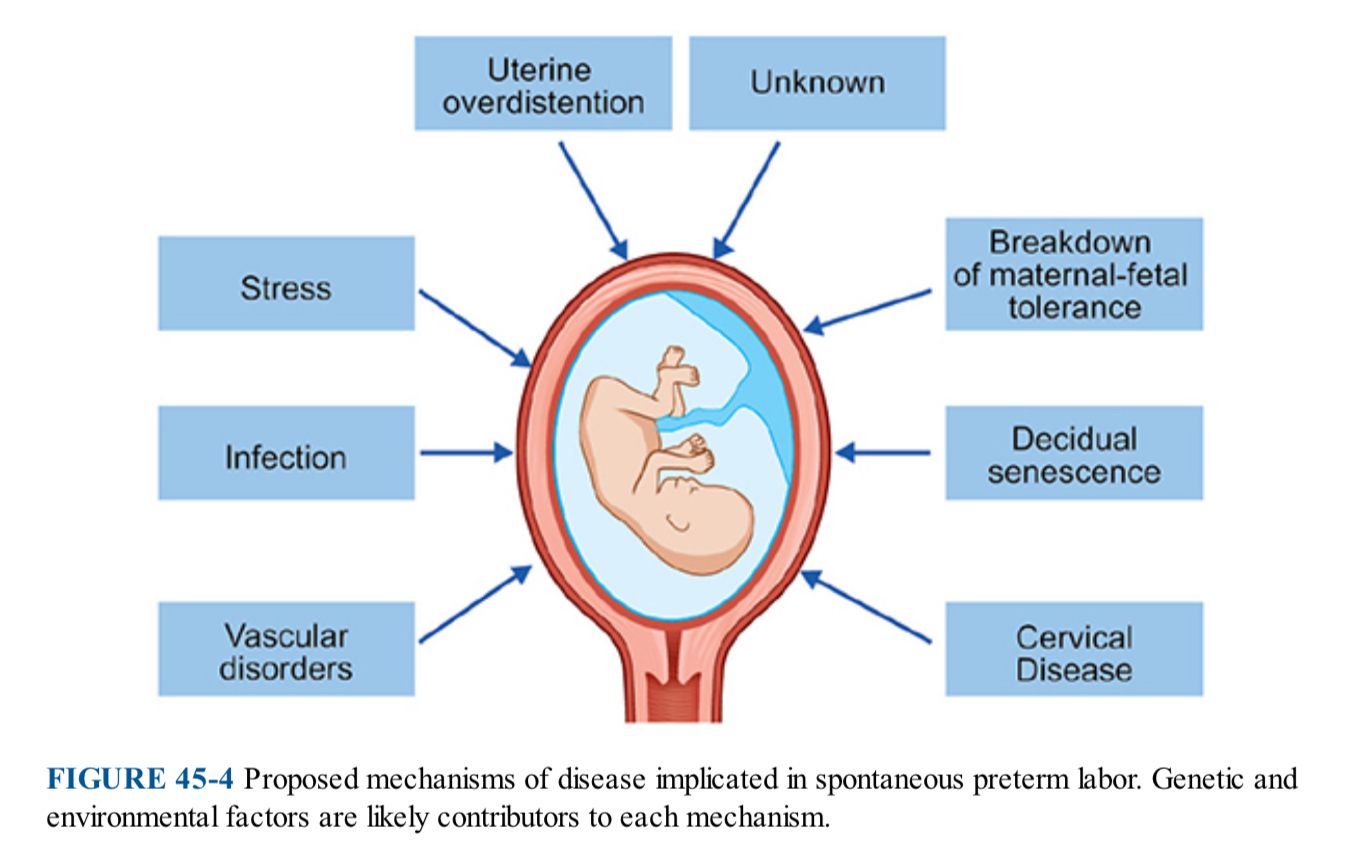 Uterine
overdistention
Unknown
Stress
Breakdown
of maternal-fetal
tolerance
Infection
Decidual
senescence
Vascular
disorders
Cervical
Disease
FIGURE 45-4 Proposed mechanisms of disease implicated in spontaneous preterm labor. Genetic and
environmental factors are likely contributors to each mechanism.